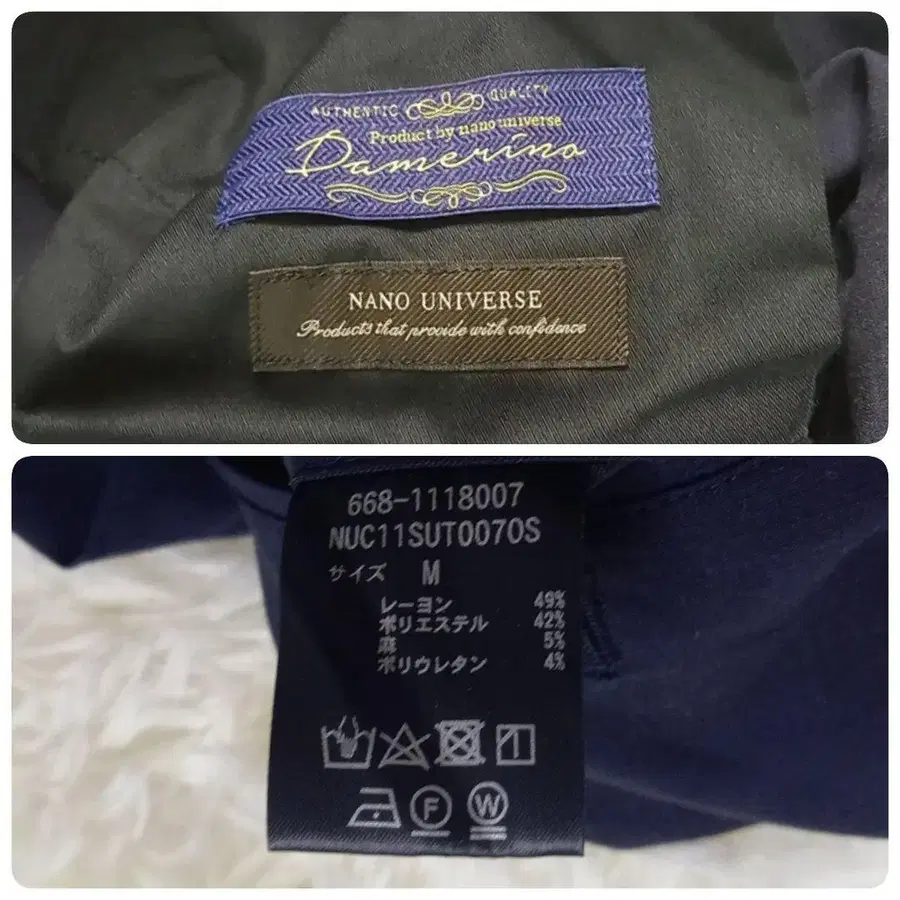 AUTHENTIC QUALITY
Product by nano universe
Damerino
NANO UNIVERSE
Products that provide with confidence
668-1118007
NUC11SUT0070S
サイズ M
レーヨン 49%
ポリエステル 42%
麻 5%
ポリウレタン 4%
F W